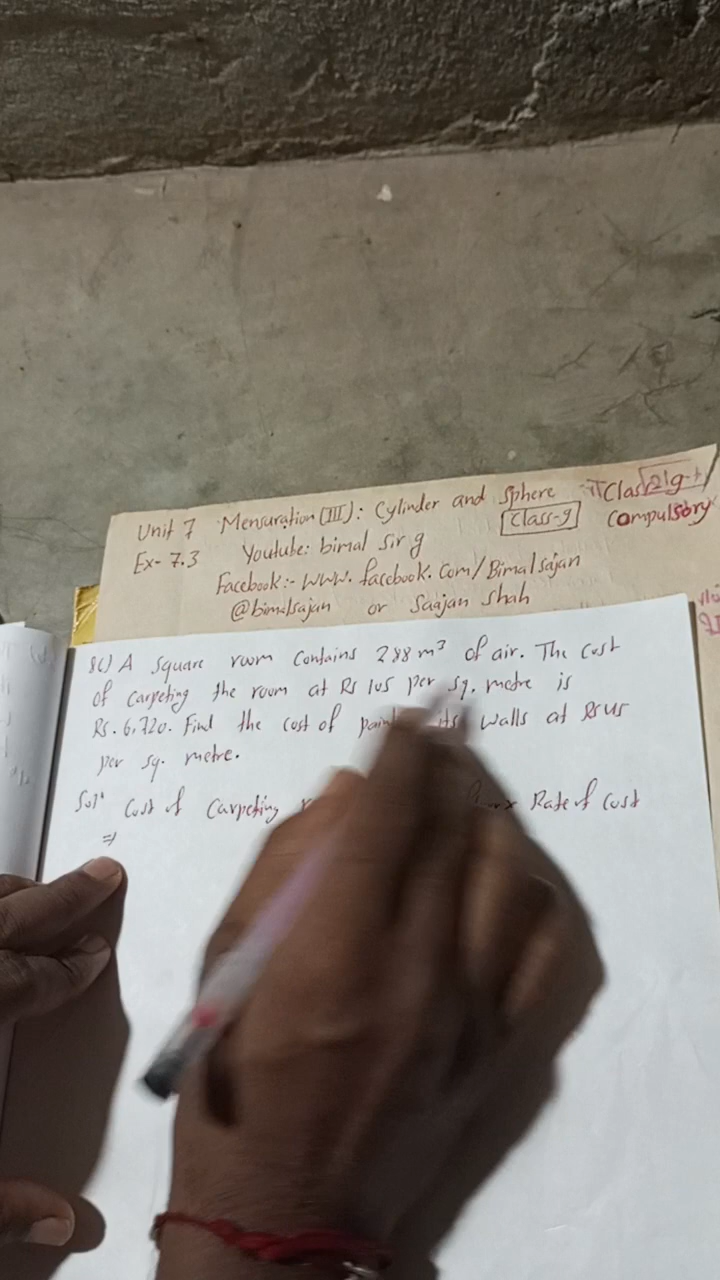 Unit 7 Mensuration (III): Cylinder and Sphere
Ex- 7.3 Youtube: bimal sir g Class-9 Compulsory
Facebook:- WWW. facebook. Com/Bimalsajan
@bimalsajan or Saajan Shah
8c) A square room Contains 288 m³ of air. The Cost
of Carpeting the room at Rs 105 per sq. metre is
Rs. 6,720. Find the cost of its walls at Rs
per sq. metre.
Solⁿ Cost of Carpeting Rate of Cost
⇒